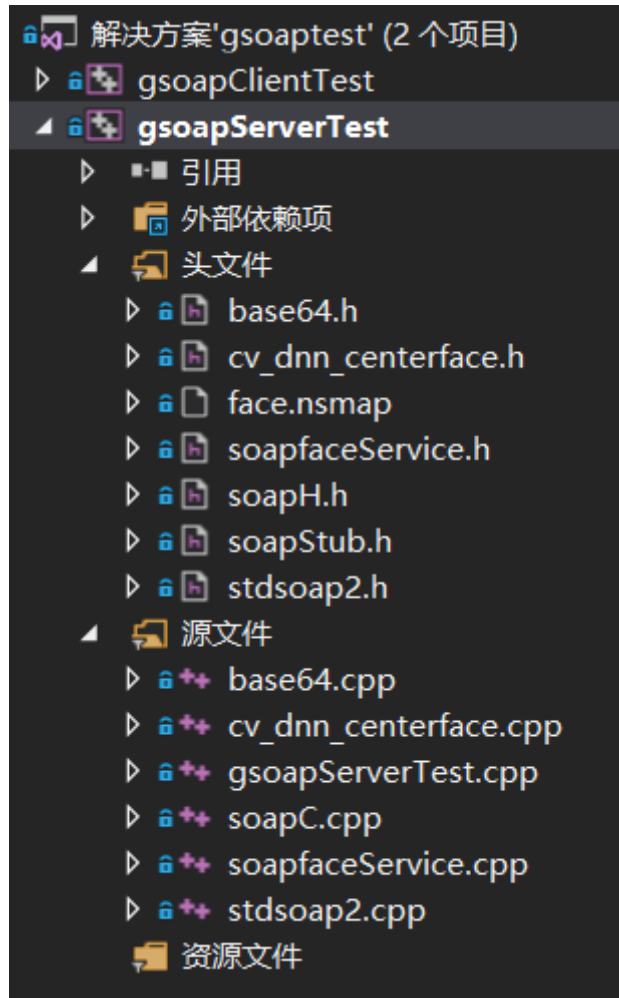 解决方案'gsoaptest' (2 个项目)
gsoapClientTest
gsoapServerTest
引用
外部依赖项
头文件
base64.h
cv_dnn_centerface.h
face.nsmap
soapfaceService.h
soapH.h
soapStub.h
stdsoap2.h
源文件
base64.cpp
cv_dnn_centerface.cpp
gsoapServerTest.cpp
soapC.cpp
soapfaceService.cpp
stdsoap2.cpp
资源文件